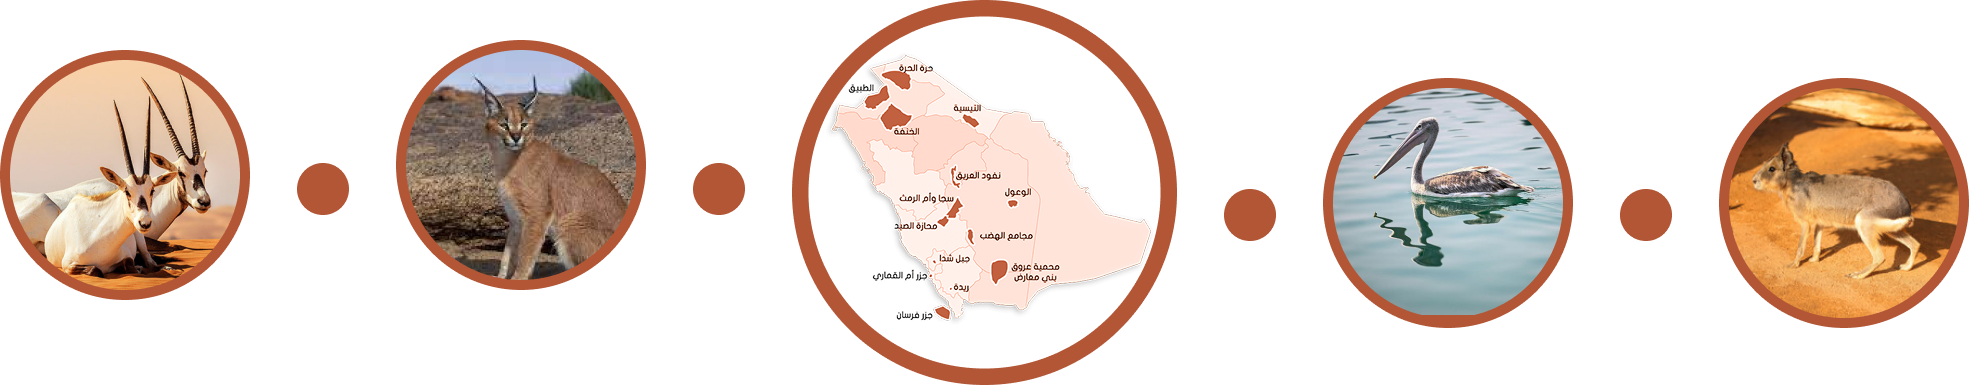 حرة الحرة
الطبيق
التيسية
الخنفة
نفود العريق
الوعول
سجا وأم الرمث
محازة الصيد
مجامع الهضب
جبل شدا
محمية عروق
بني معارض
جزر أم القماري
ريدة
جزر فرسان